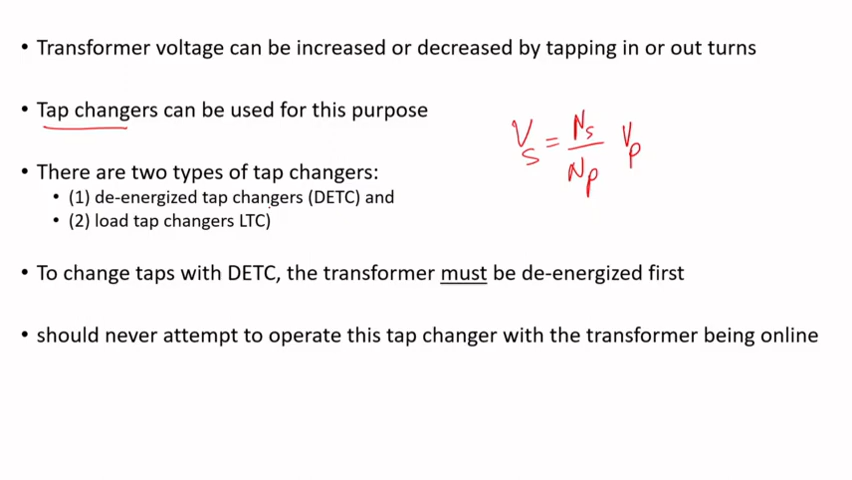 • Transformer voltage can be increased or decreased by tapping in or out turns
• Tap changers can be used for this purpose
Vs = Ns/Np Vp
• There are two types of tap changers:
• (1) de-energized tap changers (DETC) and
• (2) load tap changers LTC)
• To change taps with DETC, the transformer must be de-energized first
• should never attempt to operate this tap changer with the transformer being online